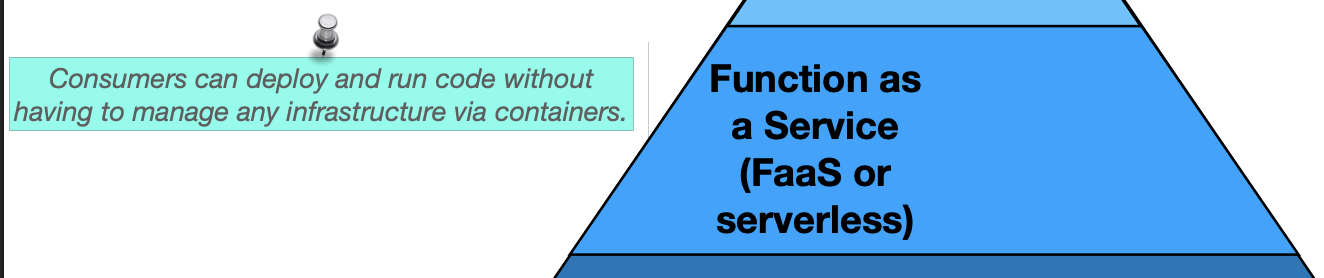 Consumers can deploy and run code without
having to manage any infrastructure via containers.
Function as
a Service
(FaaS or
serverless)